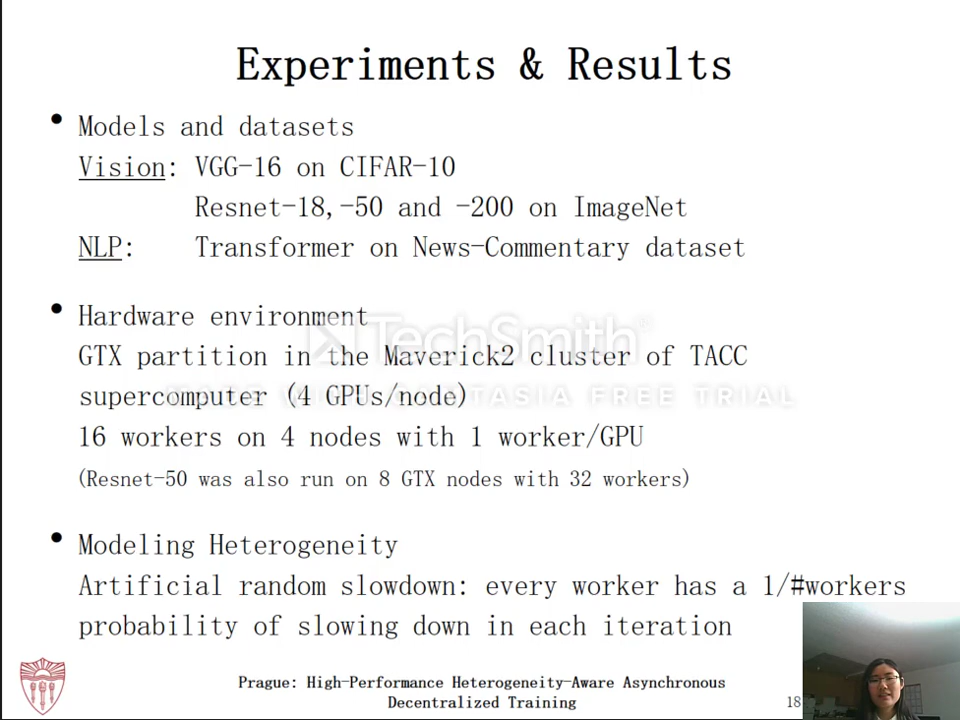 Experiments & Results
• Models and datasets
Vision: VGG-16 on CIFAR-10
Resnet-18,-50 and -200 on ImageNet
NLP: Transformer on News-Commentary dataset
• Hardware environment
TechSmith
GTX partition in the Maverick2 cluster of TACC
MADE WITH CAMTASIA FREE TRIAL
supercomputer (4 GPUs/node)
16 workers on 4 nodes with 1 worker/GPU
(Resnet-50 was also run on 8 GTX nodes with 32 workers)
• Modeling Heterogeneity
Artificial random slowdown: every worker has a 1/#workers
probability of slowing down in each iteration
Prague: High-Performance Heterogeneity-Aware Asynchronous
Decentralized Training
18